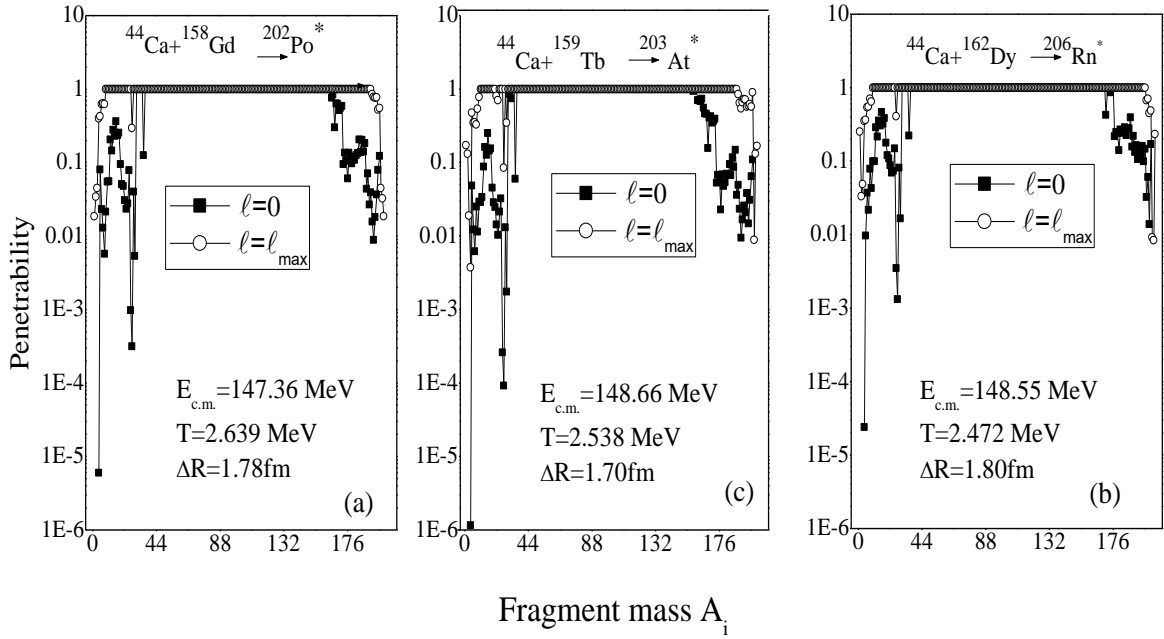 Penetrability
10
1
0.1
0.01
1E-3
1E-4
1E-5
1E-6
44Ca+158Gd → 202Po*
ℓ=0
ℓ=ℓmax
Ec.m.=147.36 MeV
T=2.639 MeV
ΔR=1.78fm
(a)
0 44 88 132 176
10
1
0.1
0.01
1E-3
1E-4
1E-5
1E-6
44Ca+ 159Tb → 203At*
ℓ=0
ℓ=ℓmax
Ec.m.=148.66 MeV
T=2.538 MeV
ΔR=1.70fm
(c)
0 44 88 132 176
10
1
0.1
0.01
1E-3
1E-4
1E-5
1E-6
44Ca+162Dy → 206Rn*
ℓ=0
ℓ=ℓmax
Ec.m.=148.55 MeV
T=2.472 MeV
ΔR=1.80fm
(b)
0 44 88 132 176
Fragment mass Ai